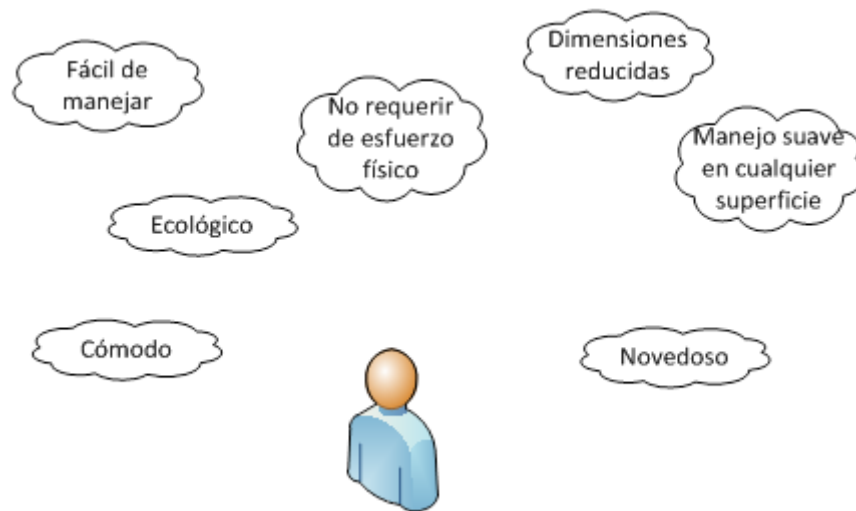 Fácil de
manejar
No requerir
de esfuerzo
físico
Dimensiones
reducidas
Manejo suave
en cualquier
superficie
Ecológico
Cómodo
Novedoso